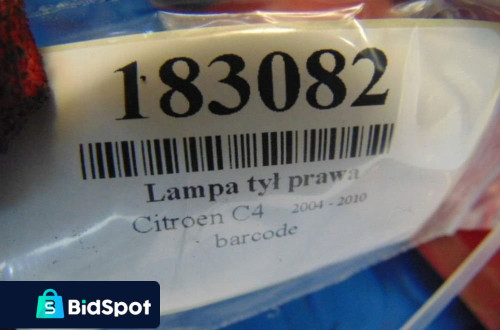 183082
Lampa tył prawa
Citroen C4 2004 - 2010
barcode
S BidSpot